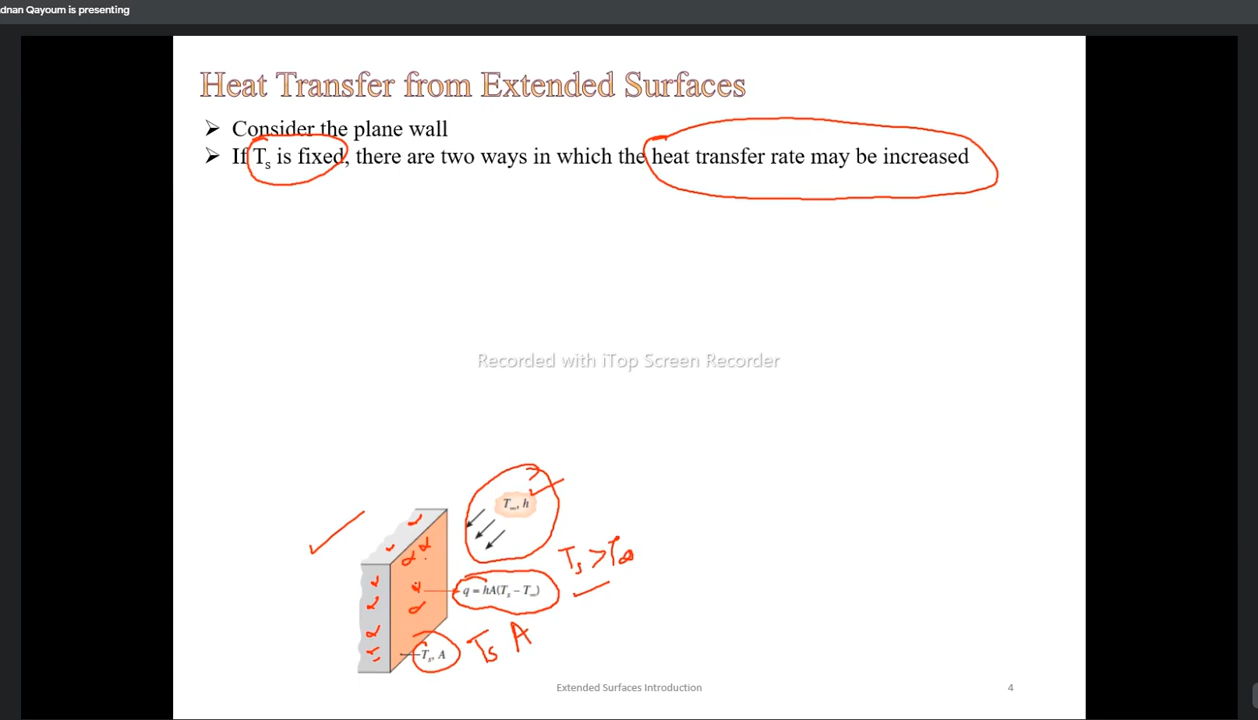 dnan Qayoum is presenting
Heat Transfer from Extended Surfaces
➢ Consider the plane wall
➢ If Ts is fixed, there are two ways in which the heat transfer rate may be increased
Recorded with iTop Screen Recorder
T∞, h
Ts > T∞
q = hA(Ts − T∞)
Ts, A
Ts A
Extended Surfaces Introduction
4